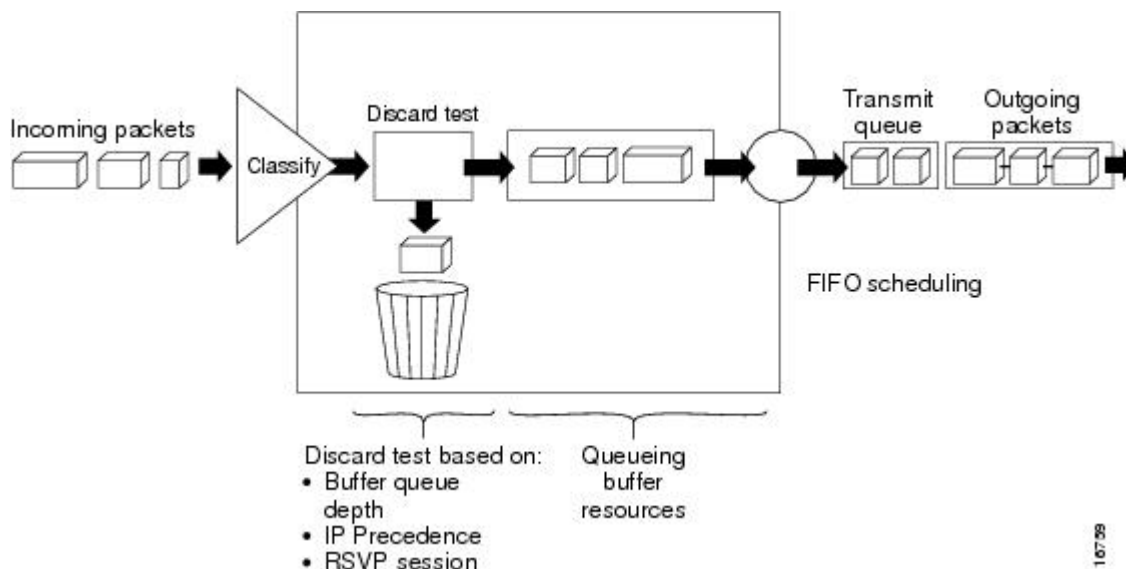 Incoming packets
Classify
Discard test
Transmit
queue
Outgoing
packets
FIFO scheduling
Discard test based on:
• Buffer queue
depth
• IP Precedence
• RSVP session
Queueing
buffer
resources
16759